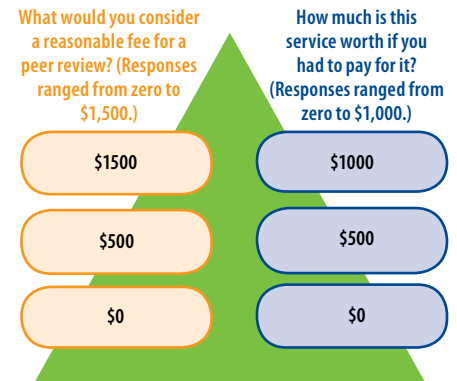 What would you consider
a reasonable fee for a
peer review? (Responses
ranged from zero to
$1,500.)
$1500
$500
$0
How much is this
service worth if you
had to pay for it?
(Responses ranged from
zero to $1,000.)
$1000
$500
$0